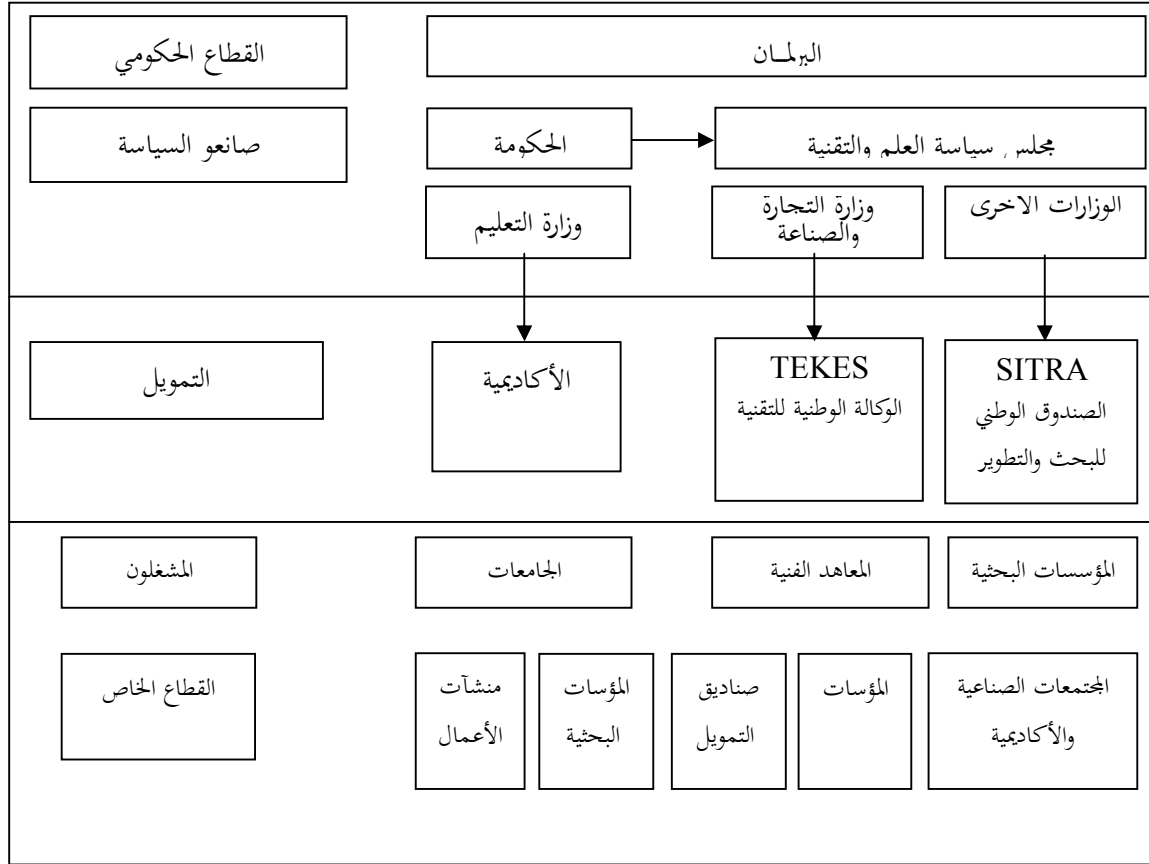 القطاع الحكومي
البرلمـــان
صانعو السياسة
الحكومة
مجلس سياسة العلم والتقنية
وزارة التعليم
وزارة التجارة
والصناعة
الوزارات الاخرى
التمويل
الأكاديمية
TEKES
الوكالة الوطنية للتقنية
SITRA
الصندوق الوطني
للبحث والتطوير
المشغلون
الجامعات
المعاهد الفنية
المؤسسات البحثية
القطاع الخاص
منشآت
الأعمال
المؤسات
البحثية
صناديق
التمويل
المؤسات
المجتمعات الصناعية
والأكاديمية